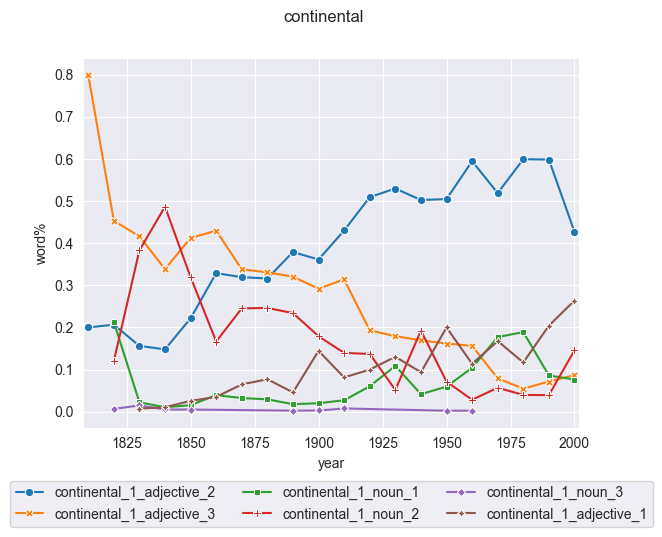 continental
0.8
0.7
0.6
0.5
0.4
0.3
0.2
0.1
0.0
word%
1825 1850 1875 1900 1925 1950 1975 2000
year
continental_1_adjective_2 continental_1_noun_1 continental_1_noun_3
continental_1_adjective_3 continental_1_noun_2 continental_1_adjective_1